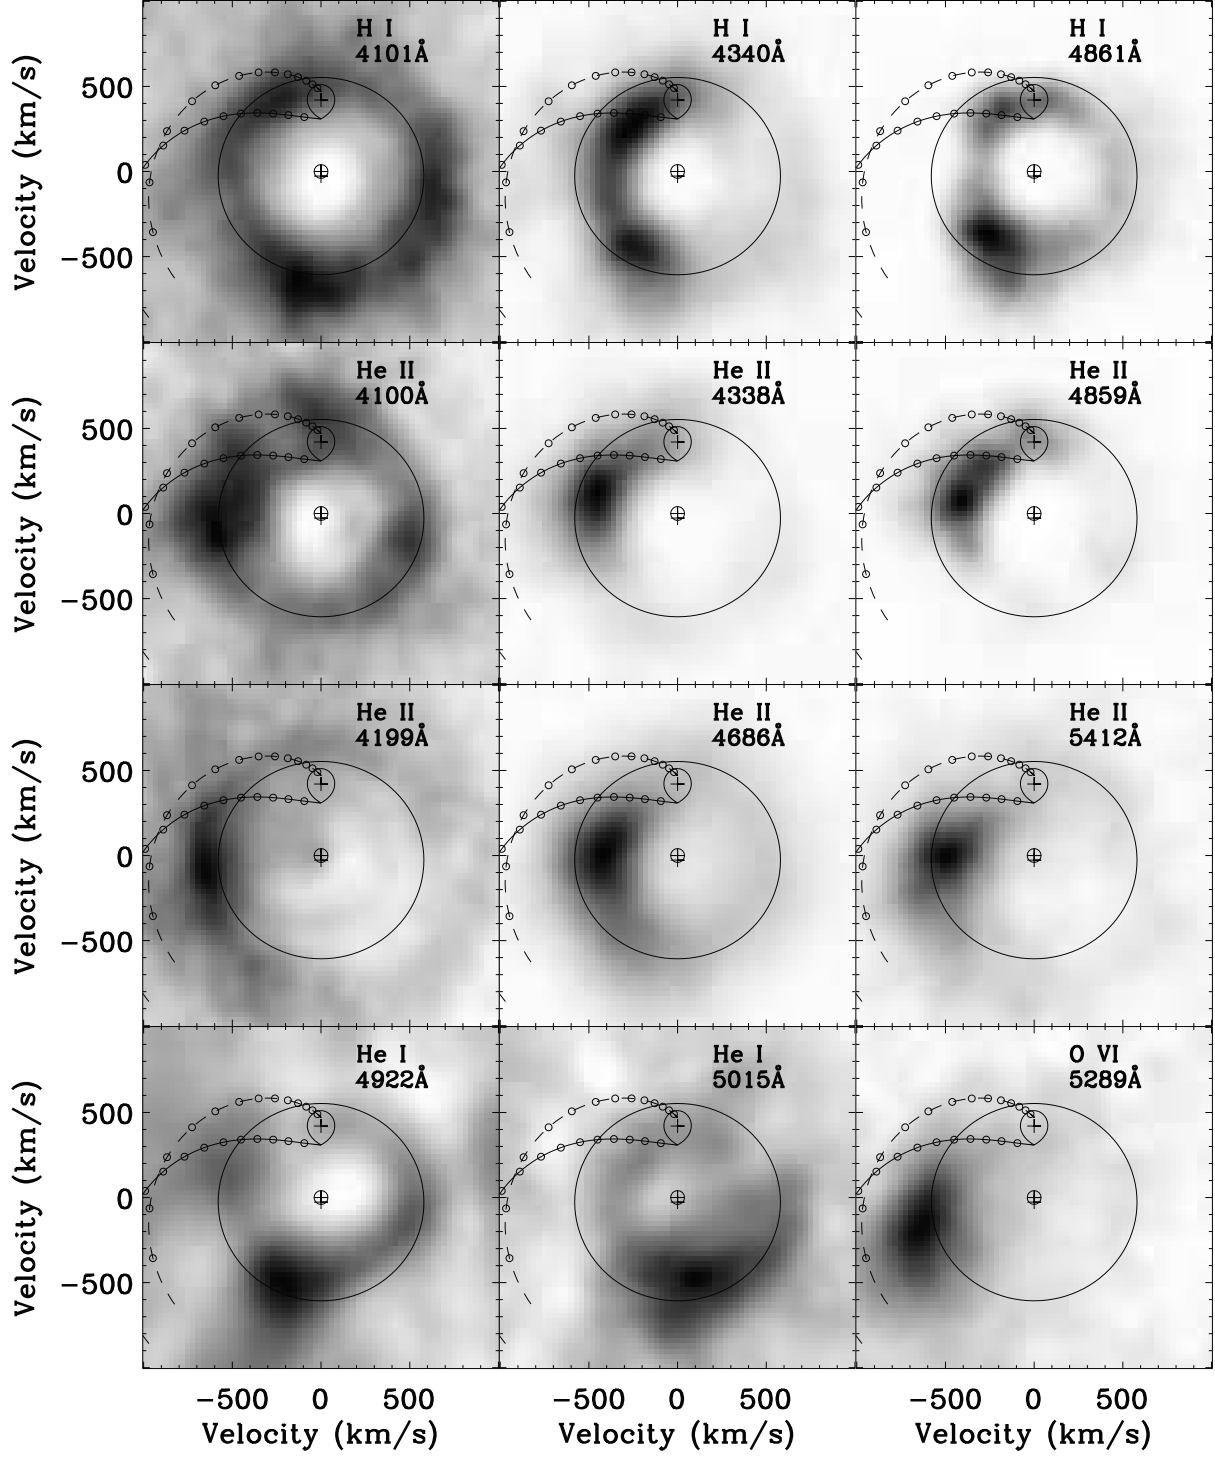 H I
4101Å
H I
4340Å
H I
4861Å
Velocity (km/s)
500
0
−500
He II
4100Å
He II
4338Å
He II
4859Å
Velocity (km/s)
500
0
−500
He II
4199Å
He II
4686Å
He II
5412Å
Velocity (km/s)
500
0
−500
He I
4922Å
He I
5015Å
O VI
5289Å
Velocity (km/s)
500
0
−500
−500 0 500
−500 0 500
−500 0 500
Velocity (km/s)
Velocity (km/s)
Velocity (km/s)